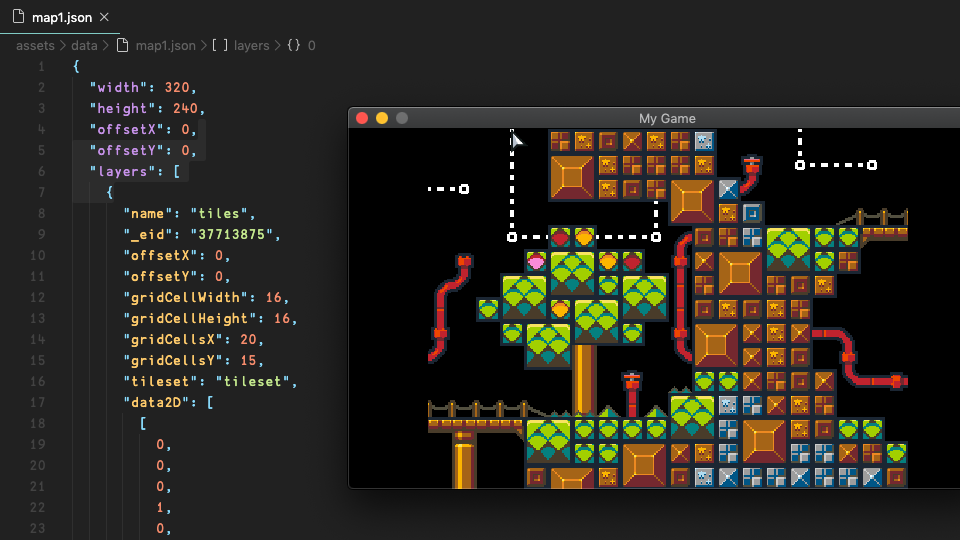 map1.json ×
assets > data > map1.json > [ ] layers > {} 0
1 {
2 "width": 320,
3 "height": 240,
4 "offsetX": 0,
5 "offsetY": 0,
6 "layers": [
7 {
8 "name": "tiles",
9 "_eid": "37713875",
10 "offsetX": 0,
11 "offsetY": 0,
12 "gridCellWidth": 16,
13 "gridCellHeight": 16,
14 "gridCellsX": 20,
15 "gridCellsY": 15,
16 "tileset": "tileset",
17 "data2D": [
18 [
19 0,
20 0,
21 0,
22 1,
23 0,
My Game